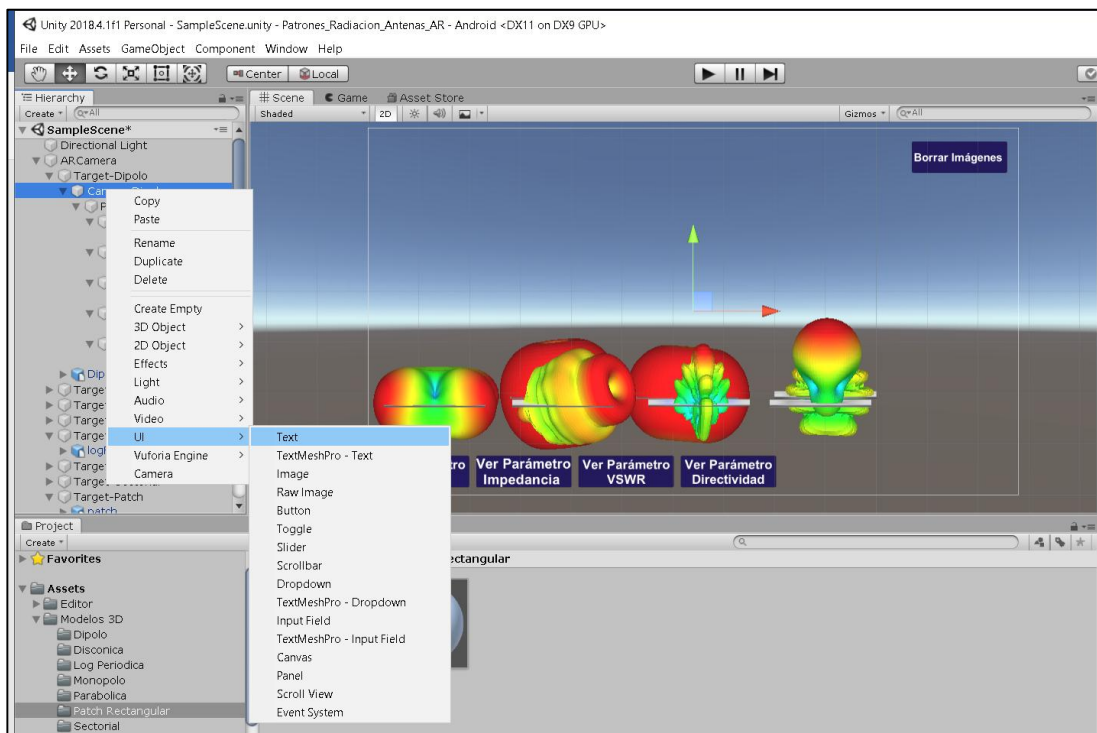 Unity 2018.4.1f1 Personal - SampleScene.unity - Patrones_Radiacion_Antenas_AR - Android <DX11 on DX9 GPU>
File Edit Assets GameObject Component Window Help
Center Local
Hierarchy
Scene Game Asset Store
Create All
Shaded 2D Gizmos All
SampleScene*
Directional Light
ARCamera
Target-Dipolo
Borrar Imágenes
Copy
Paste
Rename
Duplicate
Delete
Create Empty
3D Object
2D Object
Effects
Light
Audio
Video
UI
Vuforia Engine
Camera
Dip
Target-Patch
patch
Text
TextMeshPro - Text
Image
Raw Image
Button
Toggle
Slider
Scrollbar
Dropdown
TextMeshPro - Dropdown
Input Field
TextMeshPro - Input Field
Canvas
Panel
Scroll View
Event System
Ver Parámetro
Impedancia
Ver Parámetro
VSWR
Ver Parámetro
Directividad
Project
Create
Favorites
Assets
Editor
Modelos 3D
Dipolo
Disconica
Log Periodica
Monopolo
Parabolica
Patch Rectangular
Sectorial
ectangular